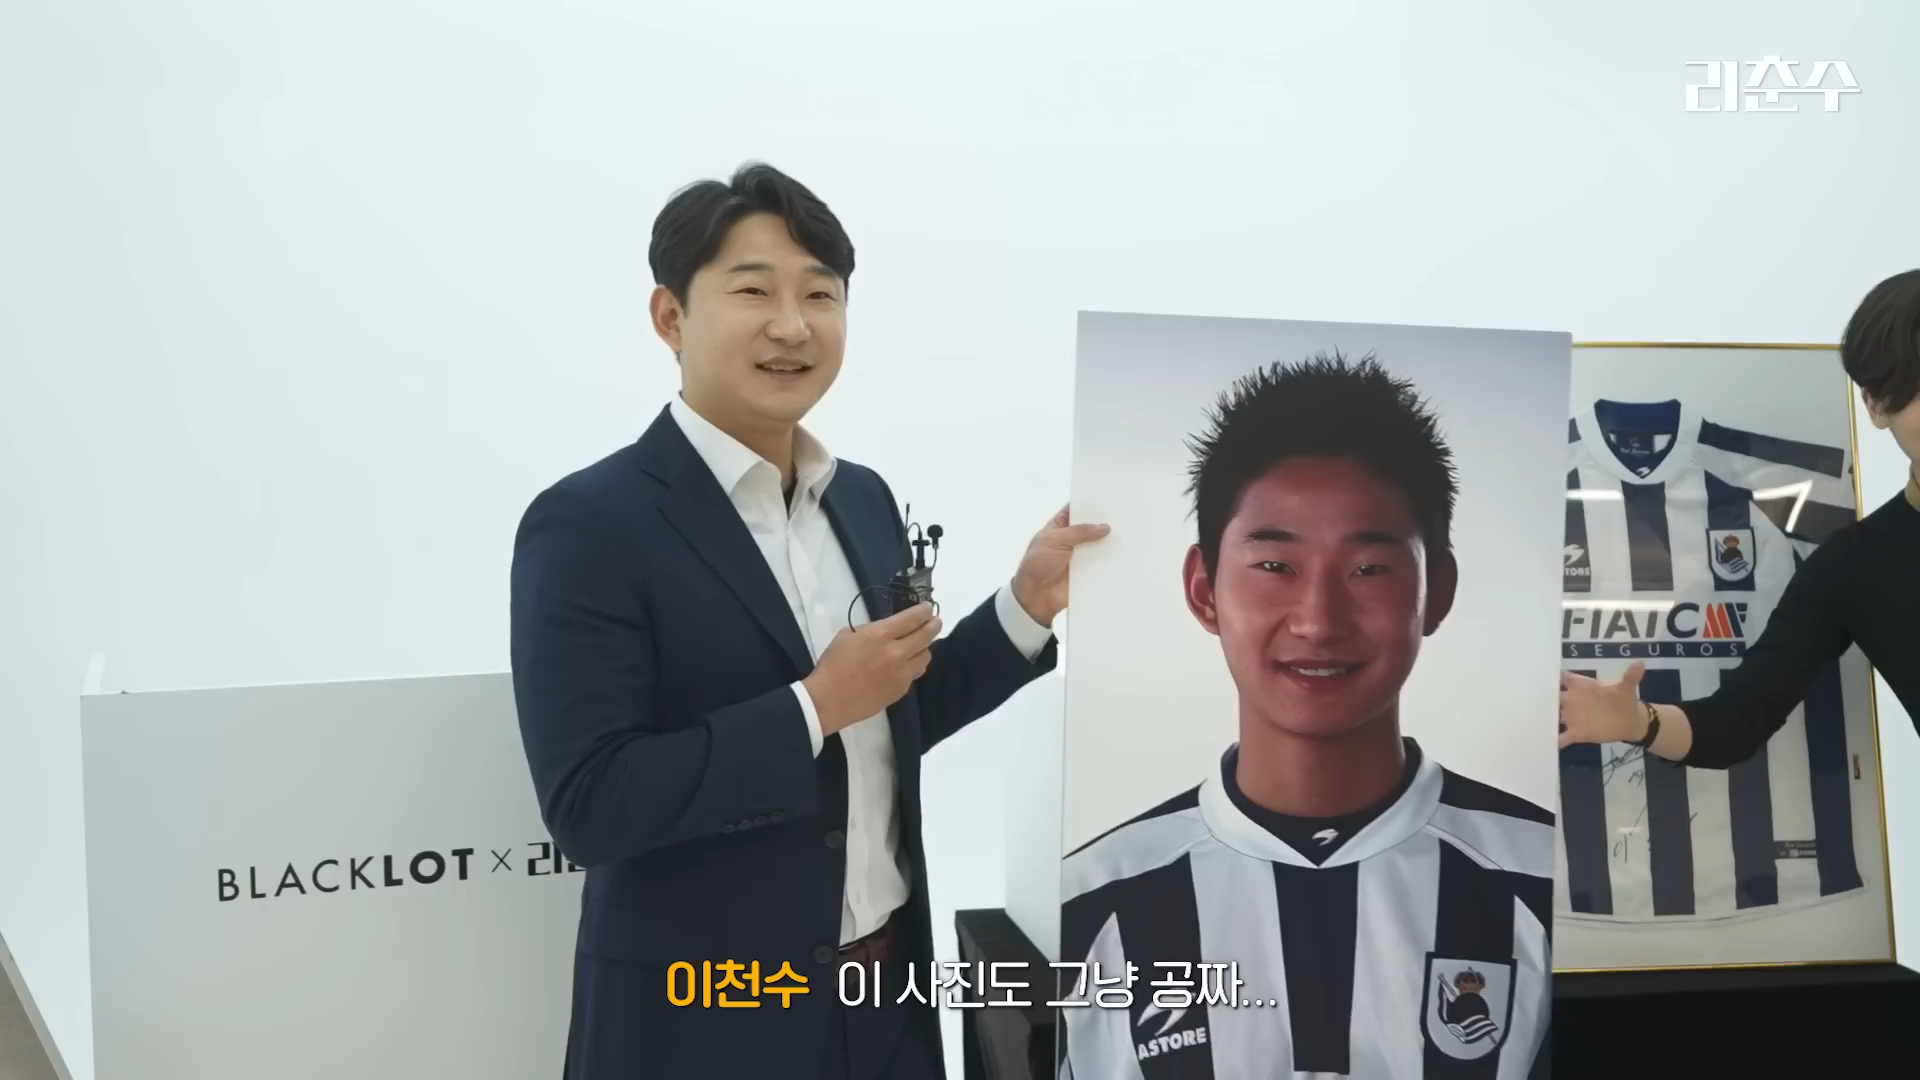 리춘수
FIATC
SEGUROS
BLACKLOT × 리춘
ASTORE
이천수 이 사진도 그냥 공짜...